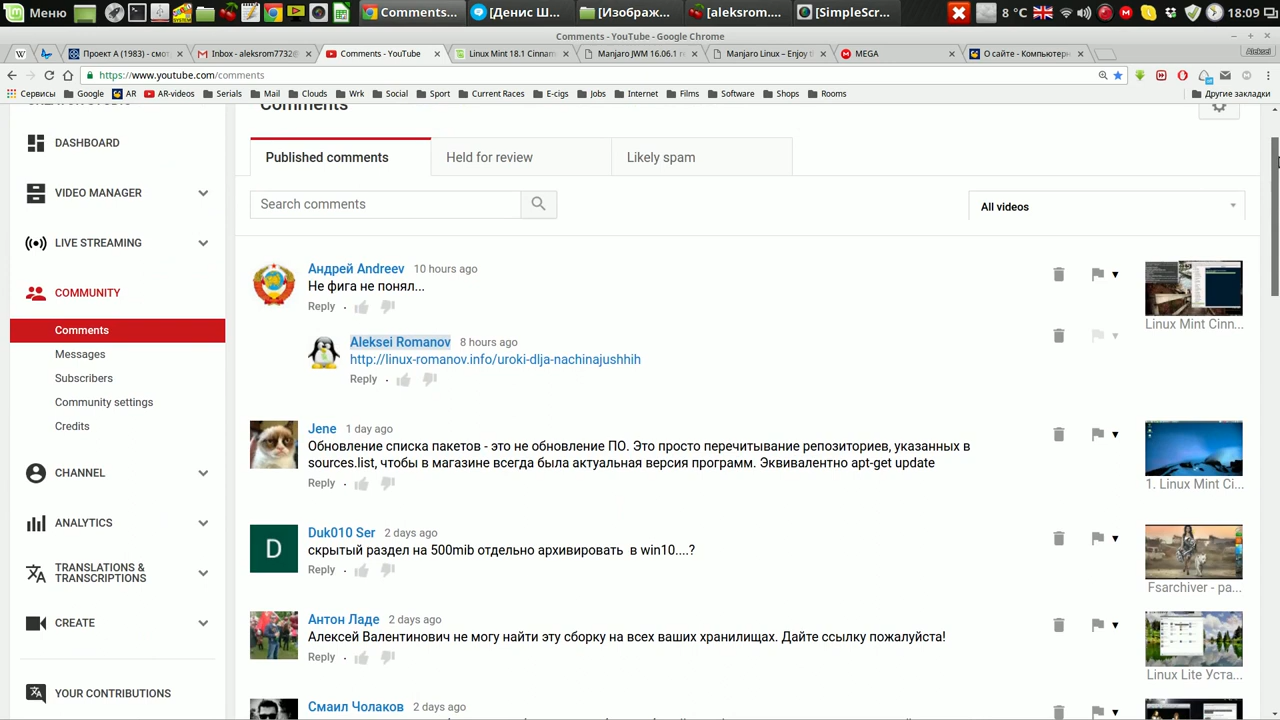 Меню
Comments...
[Денис Ш...
[Изображ...
[aleksrom....
[SimpleSc...
8 °C
18:09
Comments - YouTube - Google Chrome
Проект А (1983) - смот
Inbox - aleksrom7732@
Comments - YouTube
Linux Mint 18.1 Cinnam
Manjaro JWM 16.06.1 re
Manjaro Linux – Enjoy t
MEGA
О сайте - Компьютерн
Aleksei
https://www.youtube.com/comments
Сервисы
Google
AR
AR-videos
Serials
Mail
Clouds
Wrk
Social
Sport
Current Races
E-cigs
Jobs
Internet
Films
Software
Shops
Rooms
Другие закладки
Comments
DASHBOARD
VIDEO MANAGER
LIVE STREAMING
COMMUNITY
Comments
Messages
Subscribers
Community settings
Credits
CHANNEL
ANALYTICS
TRANSLATIONS &
TRANSCRIPTIONS
CREATE
YOUR CONTRIBUTIONS
Published comments
Held for review
Likely spam
Search comments
All videos
Андрей Andreev 10 hours ago
Не фига не понял...
Reply
Linux Mint Cinn...
Aleksei Romanov 8 hours ago
http://linux-romanov.info/uroki-dlja-nachinajushhih
Reply
Jene 1 day ago
Обновление списка пакетов - это не обновление ПО. Это просто перечитывание репозиториев, указанных в
sources.list, чтобы в магазине всегда была актуальная версия программ. Эквивалентно apt-get update
Reply
1. Linux Mint Ci...
D
Duk010 Ser 2 days ago
скрытый раздел на 500mib отдельно архивировать в win10....?
Reply
Fsarchiver - ра...
Антон Ладе 2 days ago
Алексей Валентинович не могу найти эту сборку на всех ваших хранилищах. Дайте ссылку пожалуйста!
Reply
Linux Lite Уста...
Смаил Чолаков 2 days ago